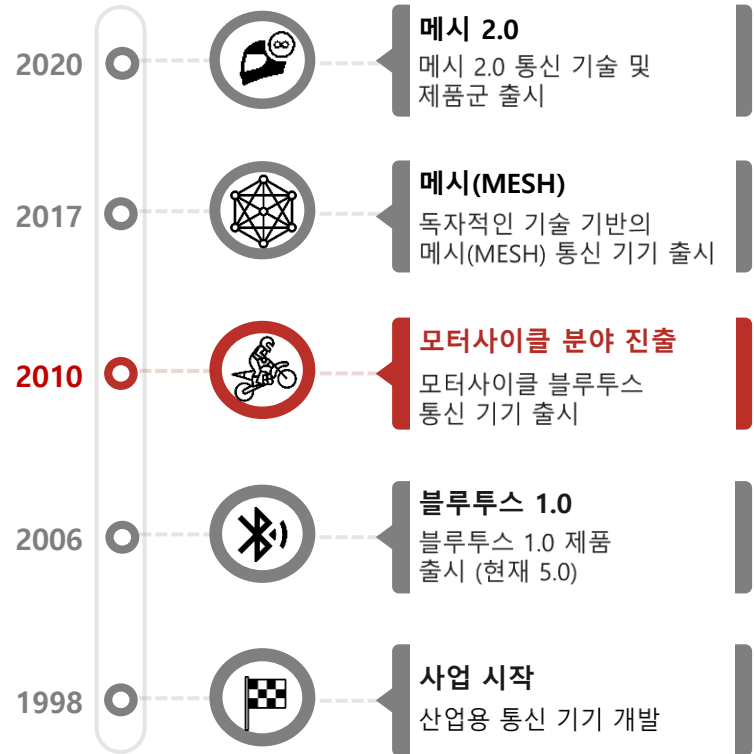 2020
메시 2.0
메시 2.0 통신 기술 및
제품군 출시
2017
메시(MESH)
독자적인 기술 기반의
메시(MESH) 통신 기기 출시
2010
모터사이클 분야 진출
모터사이클 블루투스
통신 기기 출시
2006
블루투스 1.0
블루투스 1.0 제품
출시 (현재 5.0)
1998
사업 시작
산업용 통신 기기 개발